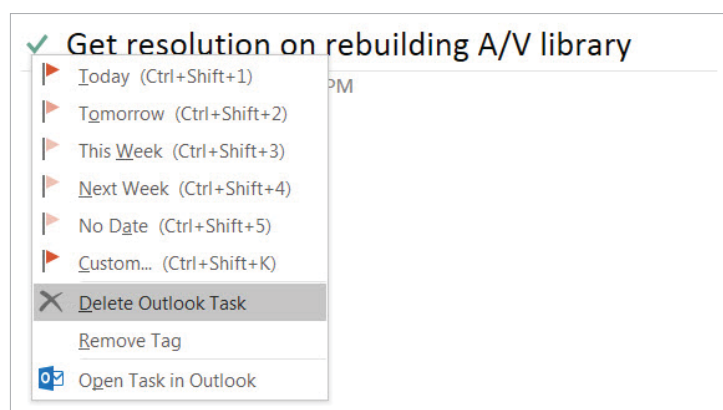 Get resolution on rebuilding A/V library
PM
Today (Ctrl+Shift+1)
Tomorrow (Ctrl+Shift+2)
This Week (Ctrl+Shift+3)
Next Week (Ctrl+Shift+4)
No Date (Ctrl+Shift+5)
Custom... (Ctrl+Shift+K)
Delete Outlook Task
Remove Tag
Open Task in Outlook